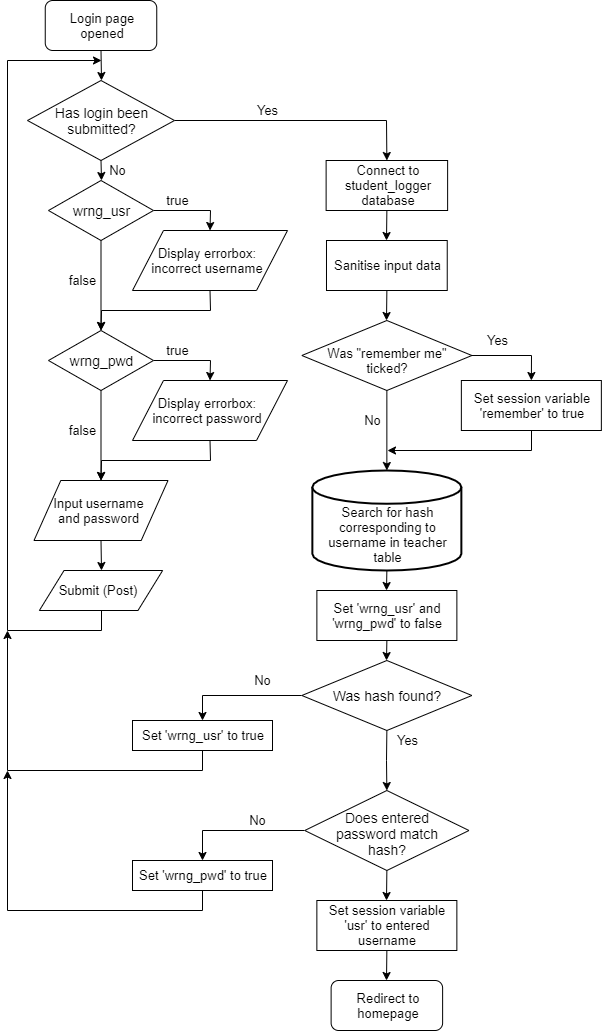 Login page
opened
Has login been
submitted?
Yes
No
wrng_usr
true
Display errorbox:
incorrect username
false
wrng_pwd
true
Display errorbox:
incorrect password
false
Input username
and password
Submit (Post)
Connect to
student_logger
database
Sanitise input data
Was "remember me"
ticked?
Yes
Set session variable
'remember' to true
No
Search for hash
corresponding to
username in teacher
table
Set 'wrng_usr' and
'wrng_pwd' to false
Was hash found?
No
Set 'wrng_usr' to true
Yes
Does entered
password match
hash?
No
Set 'wrng_pwd' to true
Set session variable
'usr' to entered
username
Redirect to
homepage